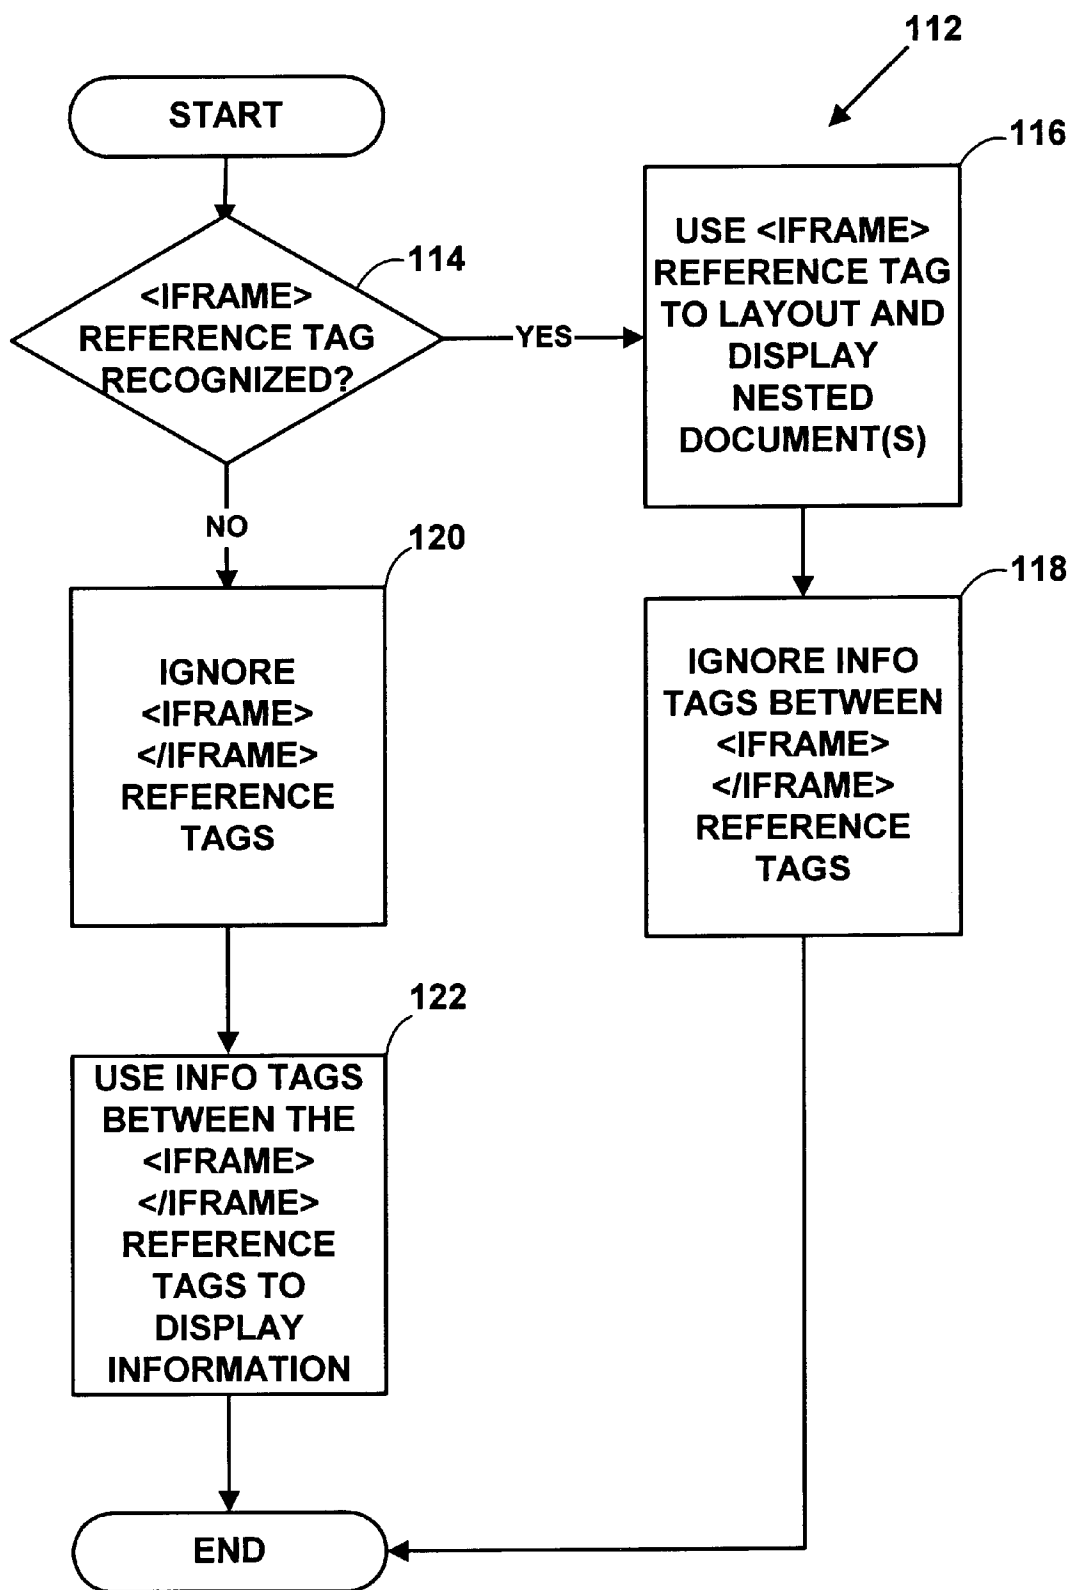 112
START
116
USE <IFRAME>
REFERENCE TAG
TO LAYOUT AND
DISPLAY
NESTED
DOCUMENT(S)
114
<IFRAME>
REFERENCE TAG
RECOGNIZED?
YES
NO
120
118
IGNORE
<IFRAME>
</IFRAME>
REFERENCE
TAGS
IGNORE INFO
TAGS BETWEEN
<IFRAME>
</IFRAME>
REFERENCE
TAGS
122
USE INFO TAGS
BETWEEN THE
<IFRAME>
</IFRAME>
REFERENCE
TAGS TO
DISPLAY
INFORMATION
END